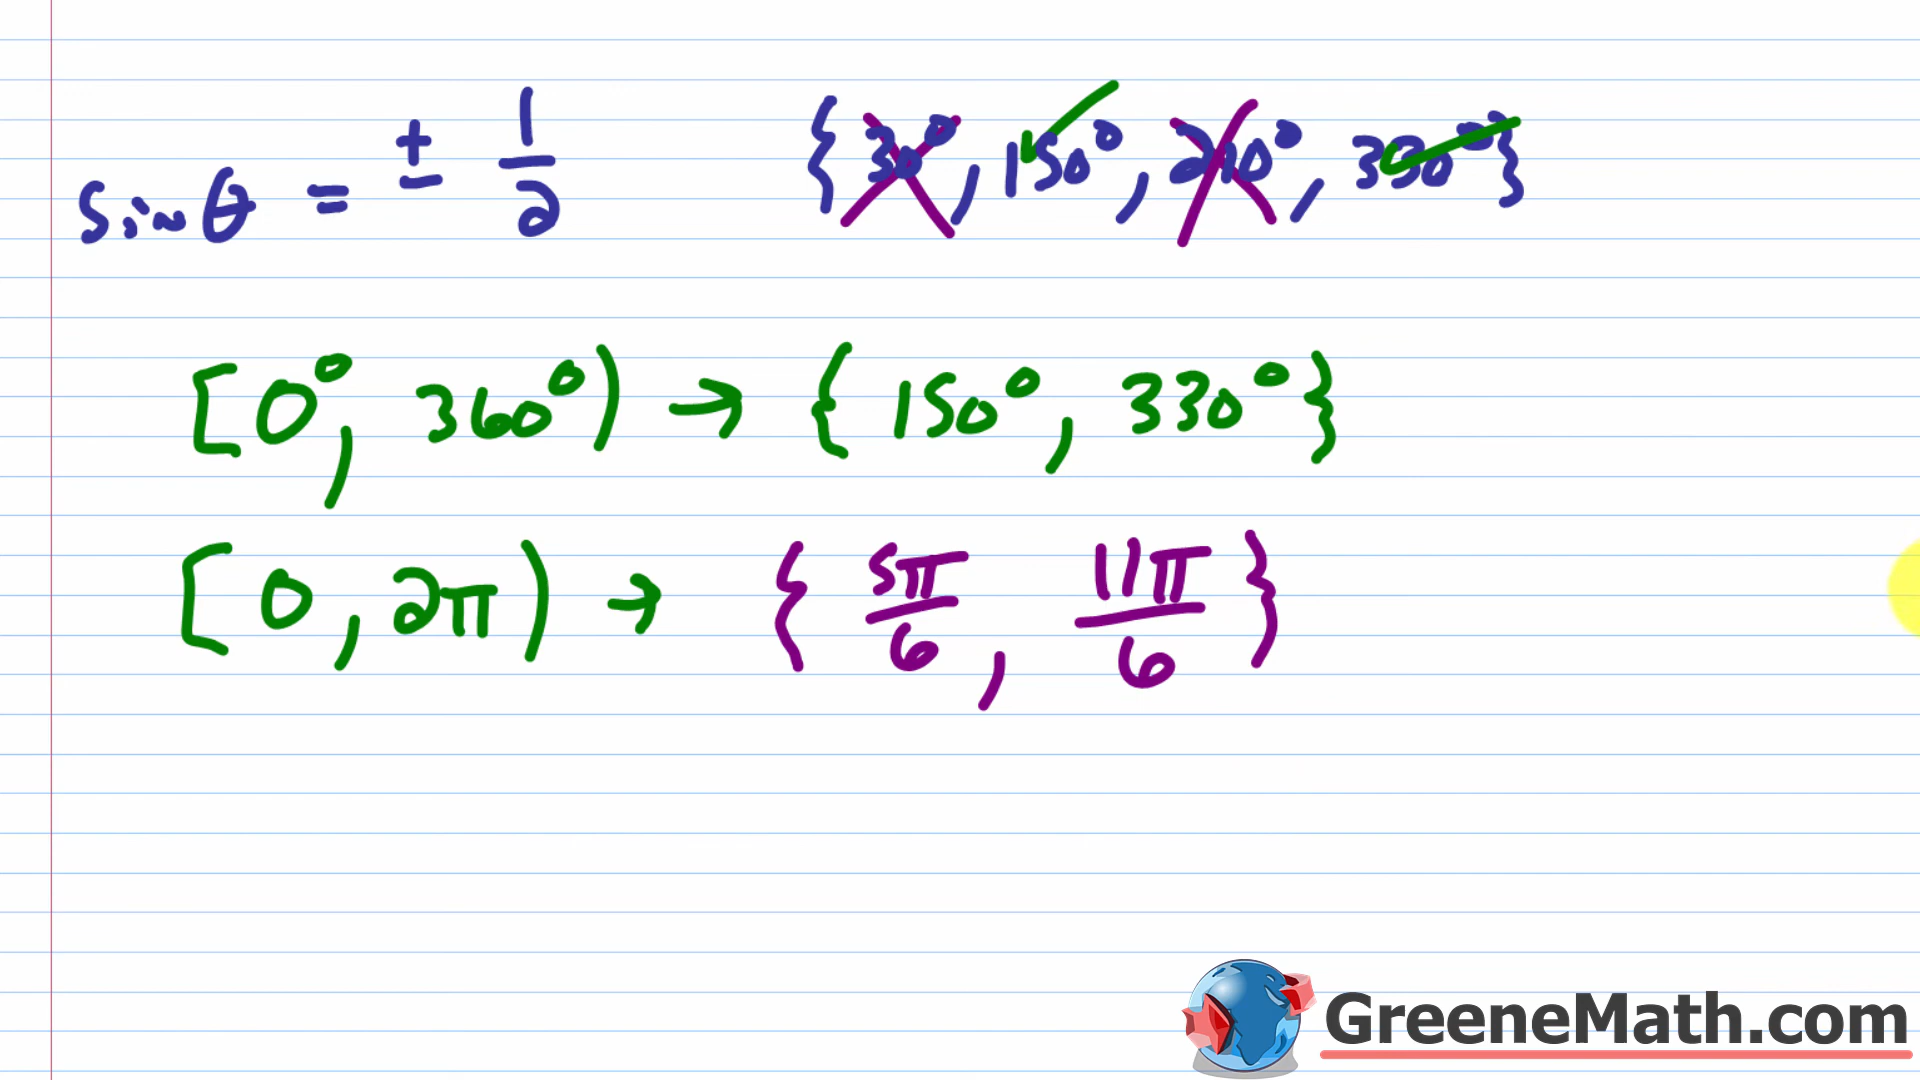 sin θ = ± 1/2 {30°, 150°, 210°, 330°}
[0°, 360°) → {150°, 330°}
[0, 2π) → {5π/6, 11π/6}
GreeneMath.com